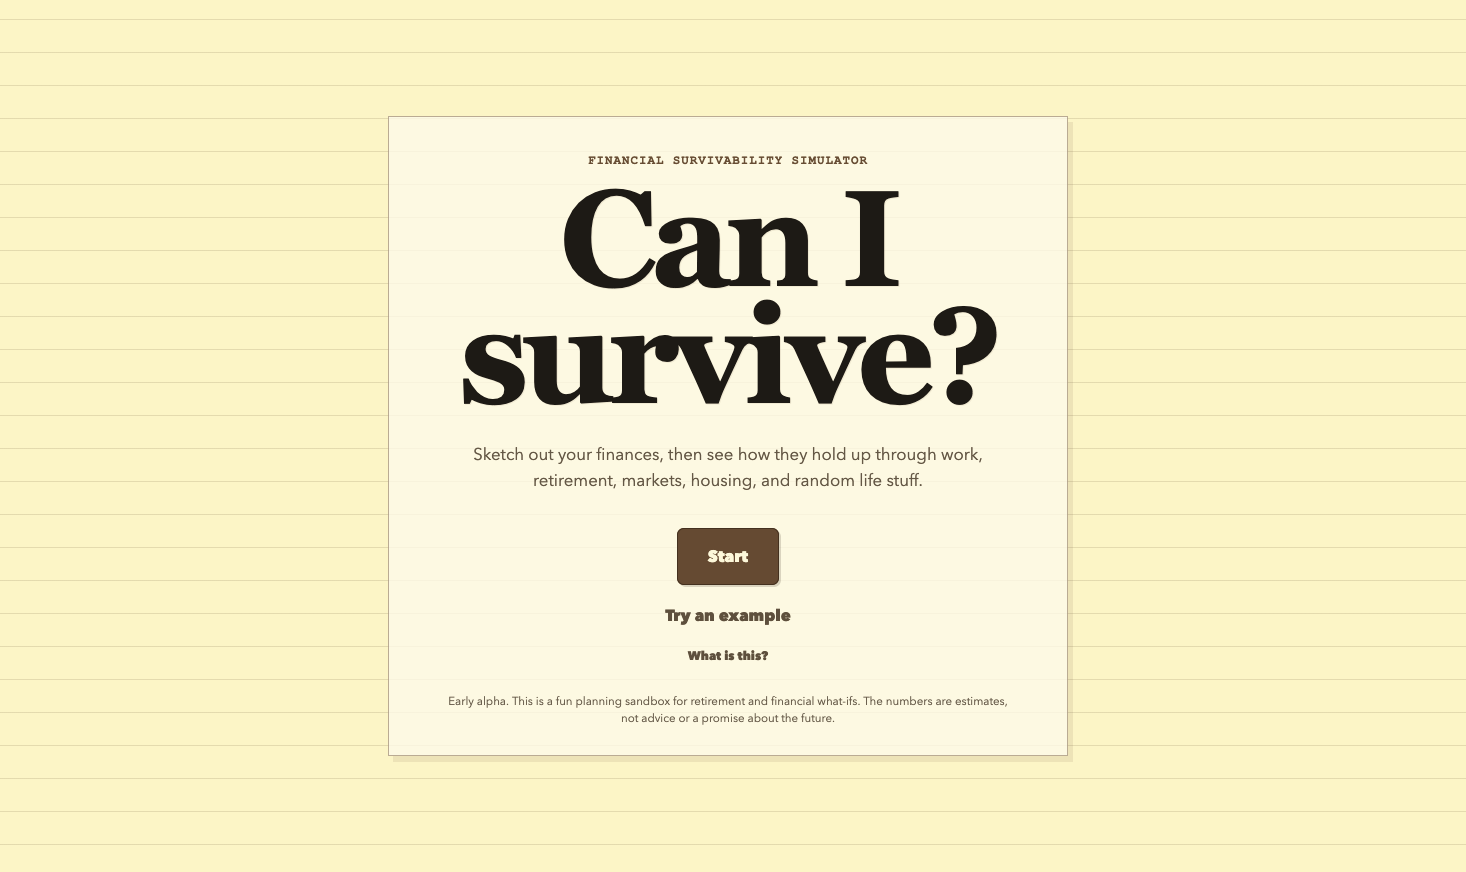 FINANCIAL SURVIVABILITY SIMULATOR
Can I
survive?
Sketch out your finances, then see how they hold up through work,
retirement, markets, housing, and random life stuff.
Start
Try an example
What is this?
Early alpha. This is a fun planning sandbox for retirement and financial what-ifs. The numbers are estimates,
not advice or a promise about the future.